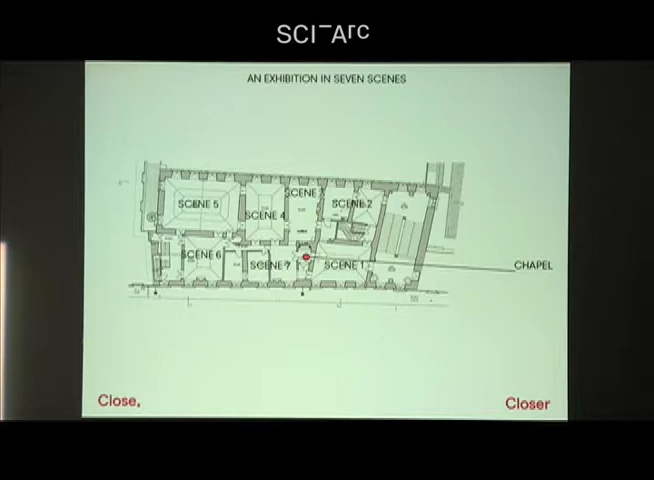 SCI-Arc
AN EXHIBITION IN SEVEN SCENES
SCENE
SCENE 5
SCENE 2
SCENE 4
SCENE 6
SCENE 7
SCENE 1
CHAPEL
Close,
Closer